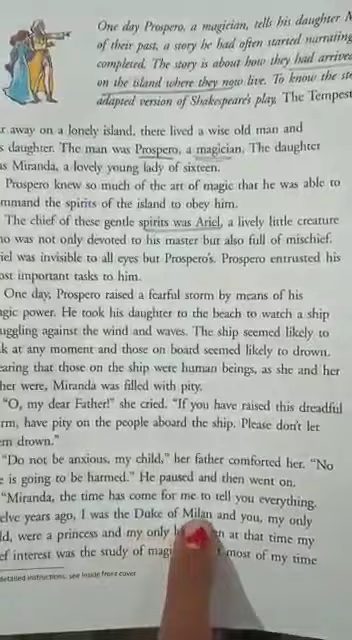 One day Prospero, a magician, tells his daughter
of their past, a story he had often started narrating
completed. The story is about how they had arrived
on the island where they now live. To know the
adapted version of Shakespeare's play, The Tempest
away on a lonely island, there lived a wise old man and
daughter. The man was Prospero, a magician. The daughter
Miranda, a lovely young lady of sixteen.
Prospero knew so much of the art of magic that he was able to
mmand the spirits of the island to obey him.
The chief of these gentle spirits was Ariel, a lively little creature
ho was not only devoted to his master but also full of mischief.
iel was invisible to all eyes but Prospero's. Prospero entrusted his
ost important tasks to him.
One day, Prospero raised a fearful storm by means of his
agic power. He took his daughter to the beach to watch a ship
uggling against the wind and waves. The ship seemed likely to
k at any moment and those on board seemed likely to drown.
earing that those on the ship were human beings, as she and her
her were, Miranda was filled with pity.
"O, my dear Father!" she cried. "If you have raised this dreadful
rm, have pity on the people aboard the ship. Please don't let
em drown."
"Do not be anxious, my child," her father comforted her. "No
e is going to be harmed." He paused and then went on.
"Miranda, the time has come for me to tell you everything.
elve years ago, I was the Duke of Milan and you, my only
ld, were a princess and my only at that time my
ef interest was the study of magi most of my time
detailed instructions, see inside front cover